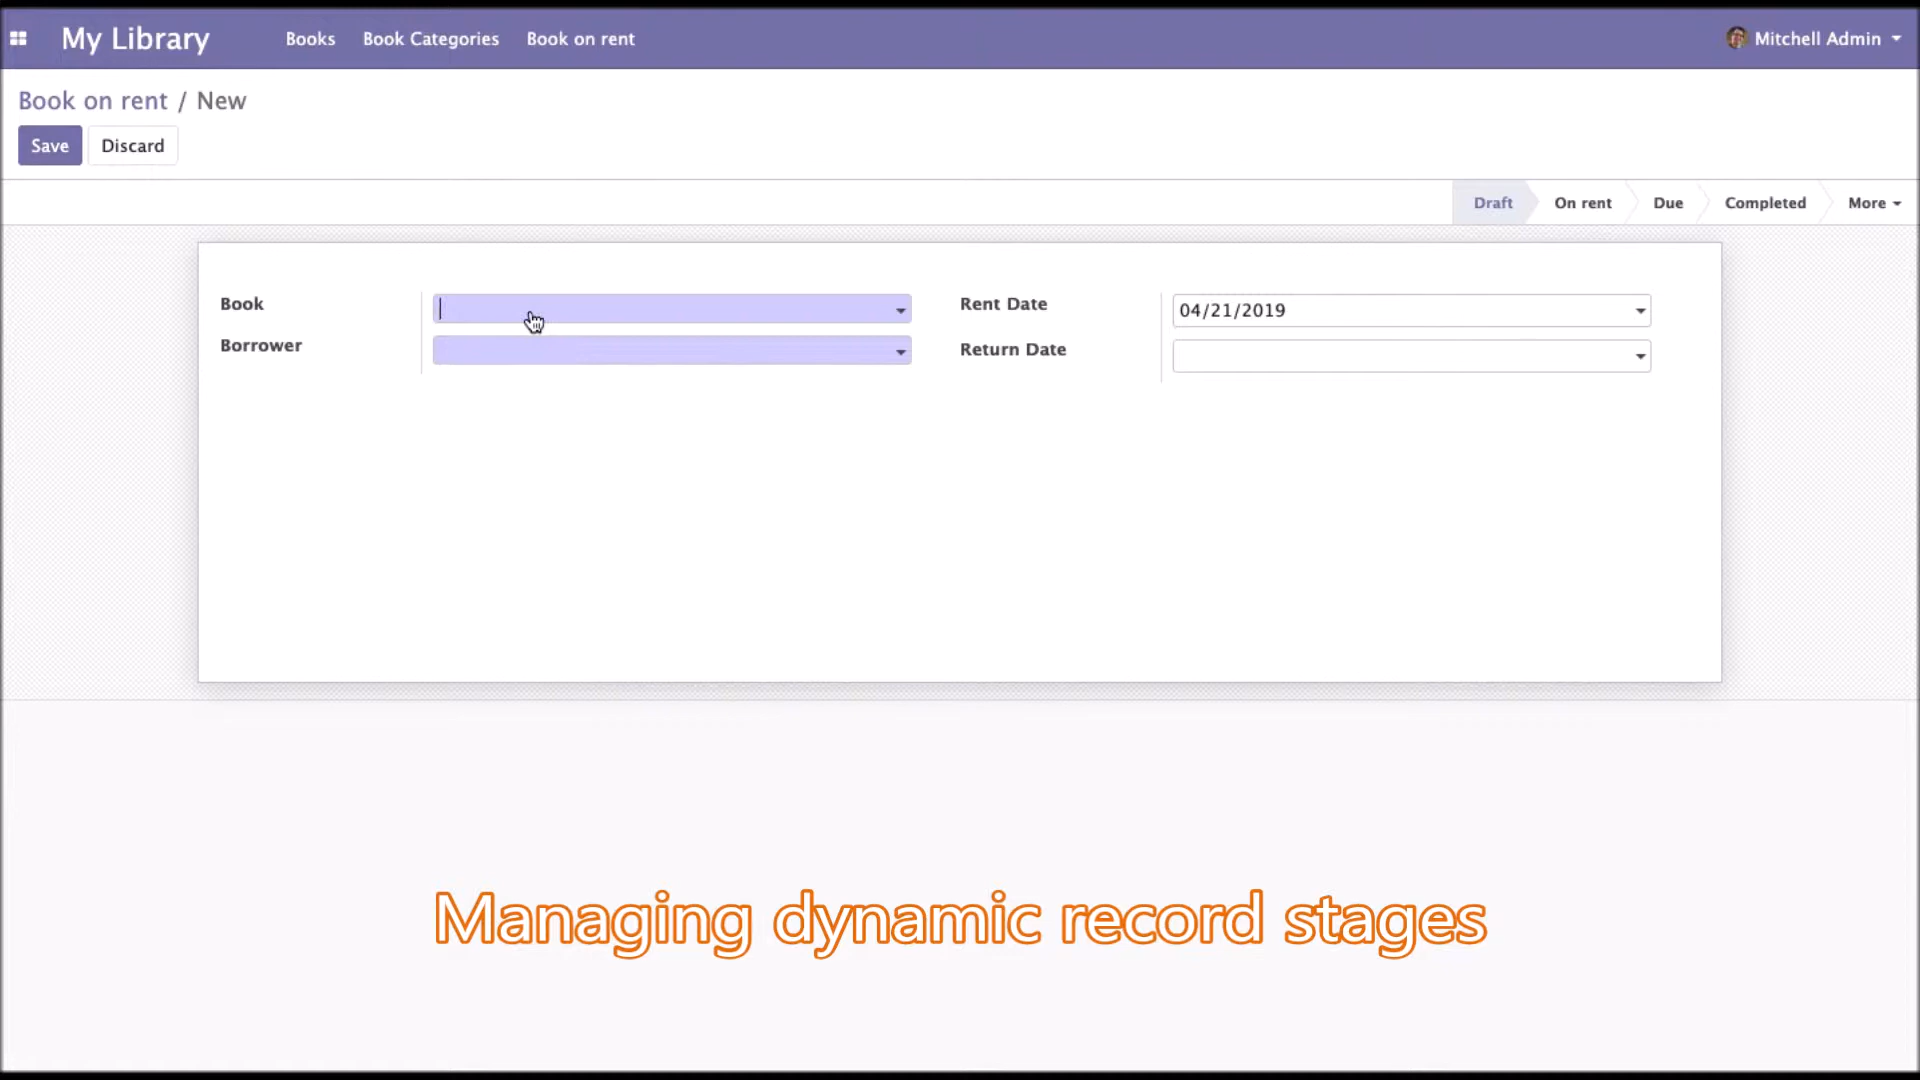 My Library Books Book Categories Book on rent Mitchell Admin
Book on rent / New
Save Discard
Draft On rent Due Completed More
Book Rent Date 04/21/2019
Borrower Return Date
Managing dynamic record stages